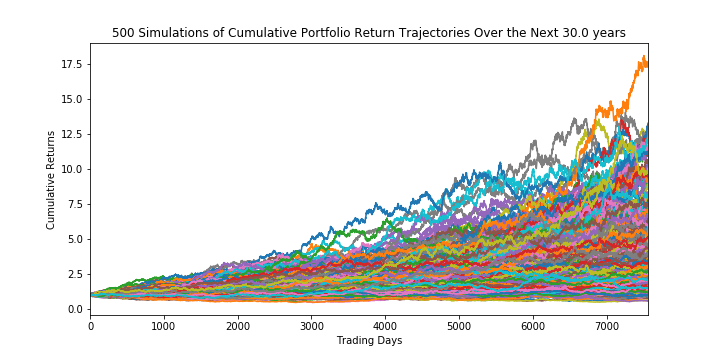 500 Simulations of Cumulative Portfolio Return Trajectories Over the Next 30.0 years
17.5
15.0
12.5
10.0
7.5
5.0
2.5
0.0
Cumulative Returns
0 1000 2000 3000 4000 5000 6000 7000
Trading Days